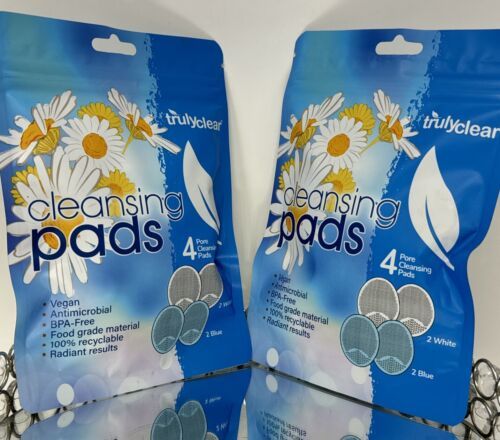 trulyclear
cleansing
pads
4 Pore
Cleansing
Pads
• Vegan
• Antimicrobial
• BPA-Free
• Food grade material
• 100% recyclable
• Radiant results
2 White
2 Blue
trulyclear
cleansing
pads
4 Pore
Cleansing
Pads
• Vegan
• Antimicrobial
• BPA-Free
• Food grade material
• 100% recyclable
• Radiant results
2 White
2 Blue